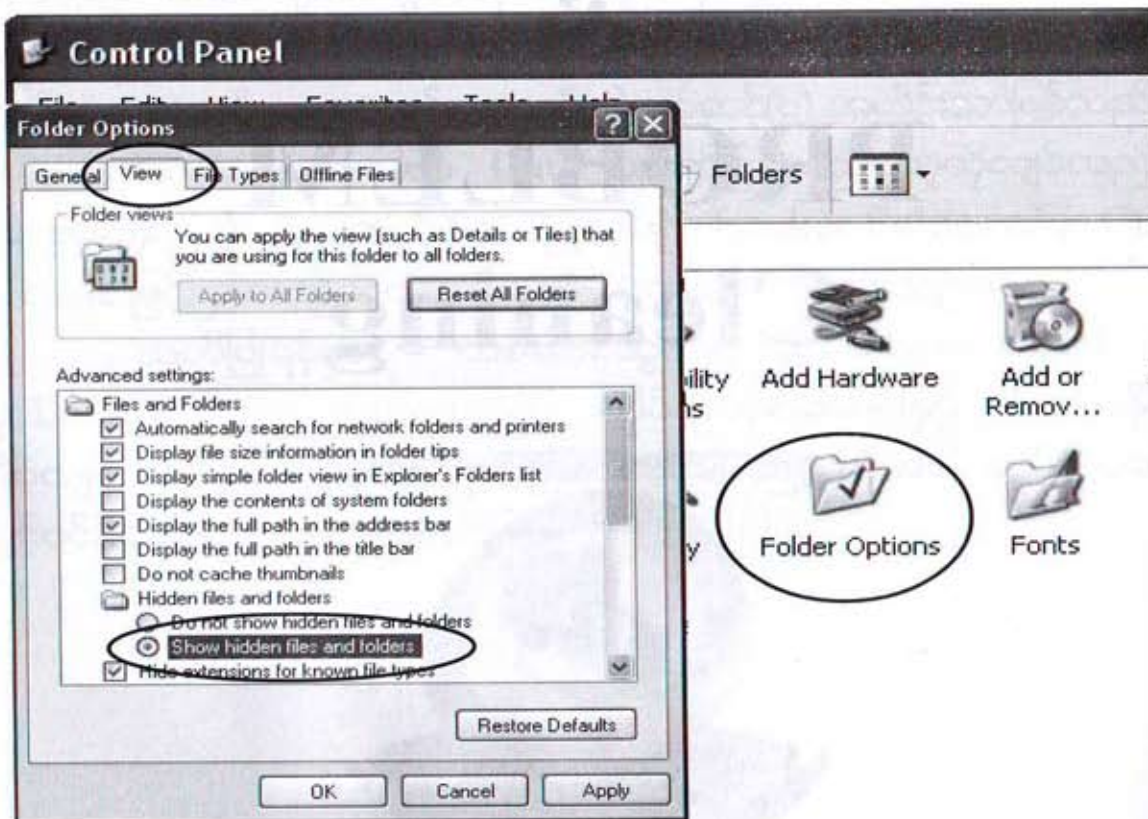 Control Panel
File Edit View Favorites Tools Help
Folder Options
General View File Types Offline Files
Folders
Folder views
You can apply the view (such as Details or Tiles) that
you are using for this folder to all folders.
Apply to All Folders Reset All Folders
Advanced settings:
Files and Folders
Automatically search for network folders and printers
Display file size information in folder tips
Display simple folder view in Explorer's Folders list
Display the contents of system folders
Display the full path in the address bar
Display the full path in the title bar
Do not cache thumbnails
Hidden files and folders
Do not show hidden files and folders
Show hidden files and folders
Hide extensions for known file types
Restore Defaults
OK Cancel Apply
Add Hardware
Add or
Remov...
Folder Options
Fonts